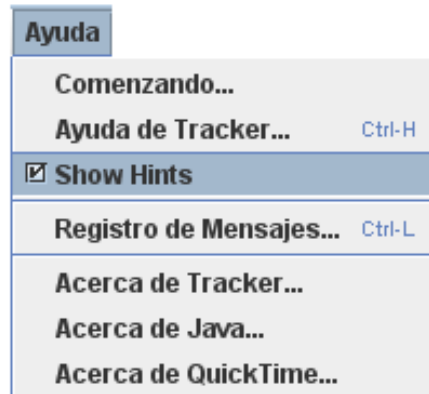 Ayuda
Comenzando...
Ayuda de Tracker... Ctrl-H
Show Hints
Registro de Mensajes... Ctrl-L
Acerca de Tracker...
Acerca de Java...
Acerca de QuickTime...